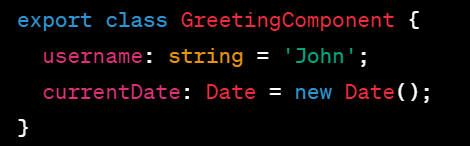 export class GreetingComponent {
  username: string = 'John';
  currentDate: Date = new Date();
}